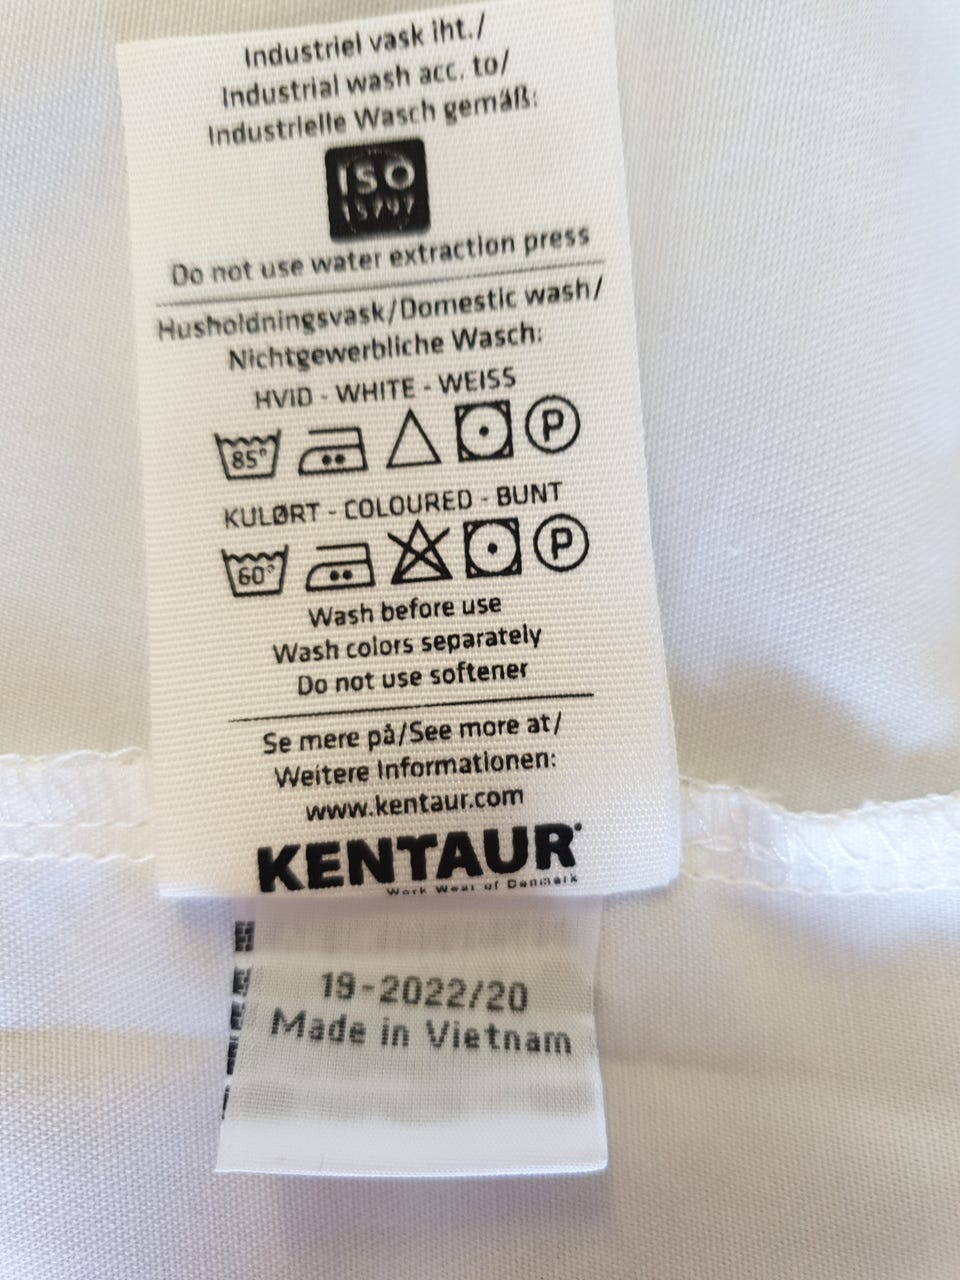 Industriel vask iht./
Industrial wash acc. to/
Industrielle Wasch gemäß:
ISO
15797
Do not use water extraction press
Husholdningsvask/Domestic wash/
Nichtgewerbliche Wasch:
HVID - WHITE - WEISS
85° P
KULØRT - COLOURED - BUNT
60° P
Wash before use
Wash colors separately
Do not use softener
Se mere på/See more at/
Weitere Informationen:
www.kentaur.com
KENTAUR
Work Wear of Denmark
19-2022/20
Made in Vietnam